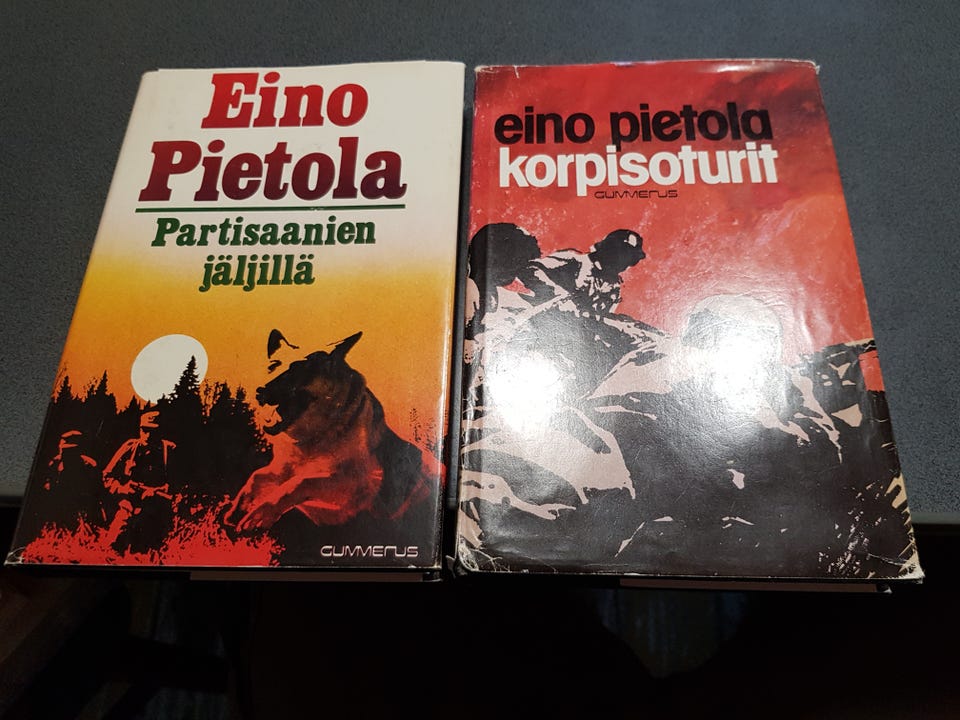 Eino
Pietola
Partisaanien
jäljillä
GUMMERUS
eino pietola
korpisoturit
GUMMERUS